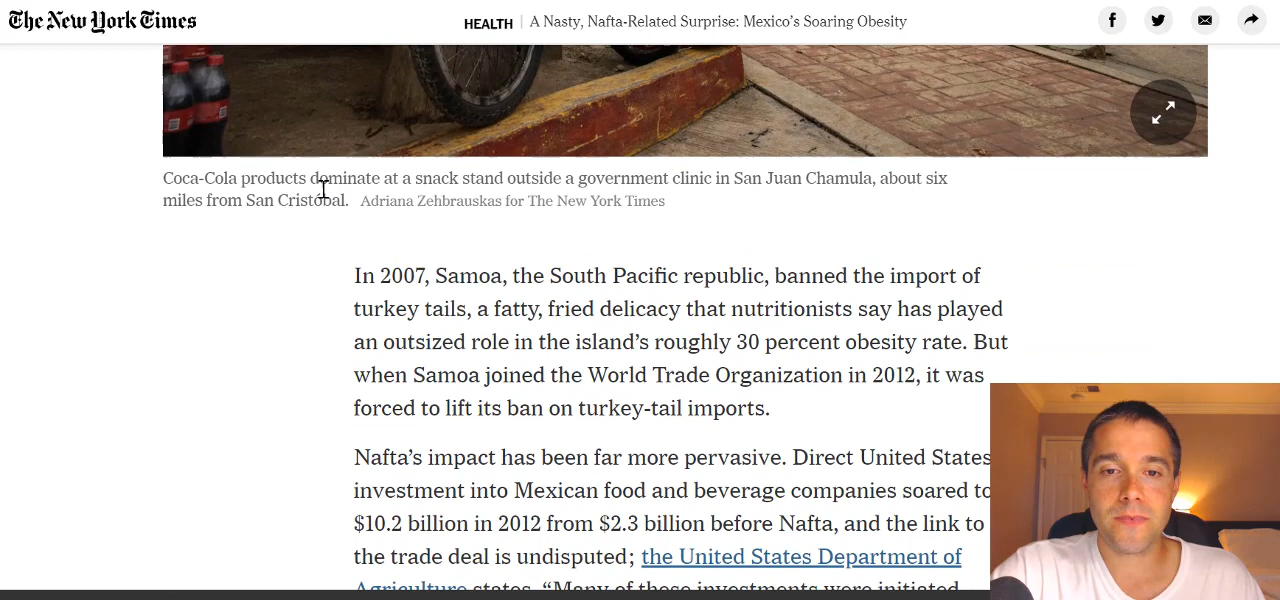 The New York Times
HEALTH | A Nasty, Nafta-Related Surprise: Mexico's Soaring Obesity
Coca-Cola products dominate at a snack stand outside a government clinic in San Juan Chamula, about six
miles from San Cristóbal. Adriana Zehbrauskas for The New York Times
In 2007, Samoa, the South Pacific republic, banned the import of
turkey tails, a fatty, fried delicacy that nutritionists say has played
an outsized role in the island's roughly 30 percent obesity rate. But
when Samoa joined the World Trade Organization in 2012, it was
forced to lift its ban on turkey-tail imports.
Nafta's impact has been far more pervasive. Direct United States
investment into Mexican food and beverage companies soared to
$10.2 billion in 2012 from $2.3 billion before Nafta, and the link to
the trade deal is undisputed; the United States Department of
Agriculture states, “Many of these investments were initiated